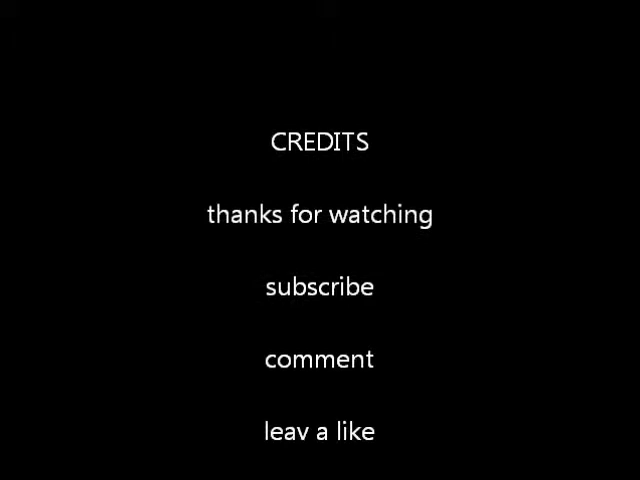 CREDITS
thanks for watching
subscribe
comment
leav a like